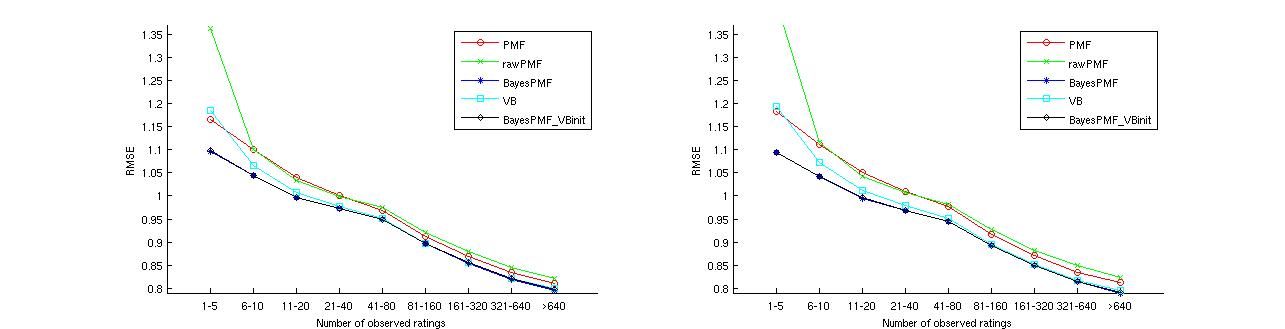 1.35
1.3
1.25
1.2
1.15
1.1
1.05
1
0.95
0.9
0.85
0.8
RMSE
1-5 6-10 11-20 21-40 41-80 81-160 161-320 321-640 >640
Number of observed ratings
PMF
rawPMF
BayesPMF
VB
BayesPMF_VBinit
1.35
1.3
1.25
1.2
1.15
1.1
1.05
1
0.95
0.9
0.85
0.8
RMSE
1-5 6-10 11-20 21-40 41-80 81-160 161-320 321-640 >640
Number of observed ratings
PMF
rawPMF
BayesPMF
VB
BayesPMF_VBinit